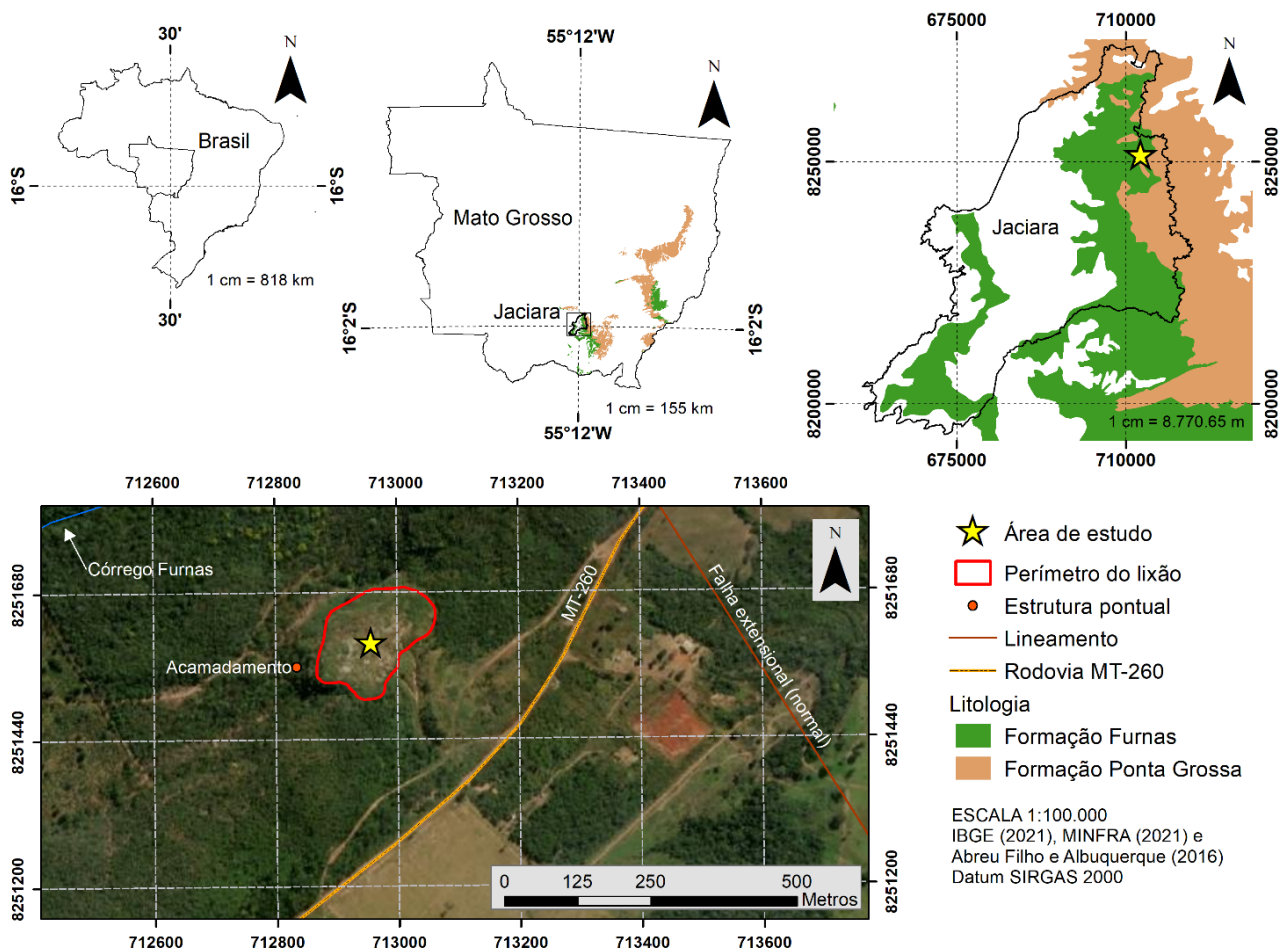 30'
N
Brasil
16°S
16°S
1 cm = 818 km
30'
55°12'W
N
Mato Grosso
Jaciara
16°2'S
16°2'S
1 cm = 155 km
55°12'W
675000
710000
N
8250000
8250000
Jaciara
8200000
8200000
1 cm = 8.770.65 m
675000
710000
712600
712800
713000
713200
713400
713600
N
Córrego Furnas
8251680
8251680
MT-260
Falha extensional (normal)
Acamadamento
8251440
8251440
8251200
8251200
0
125
250
500
Metros
712600
712800
713000
713200
713400
713600
Área de estudo
Perímetro do lixão
Estrutura pontual
Lineamento
Rodovia MT-260
Litologia
Formação Furnas
Formação Ponta Grossa
ESCALA 1:100.000
IBGE (2021), MINFRA (2021) e
Abreu Filho e Albuquerque (2016)
Datum SIRGAS 2000